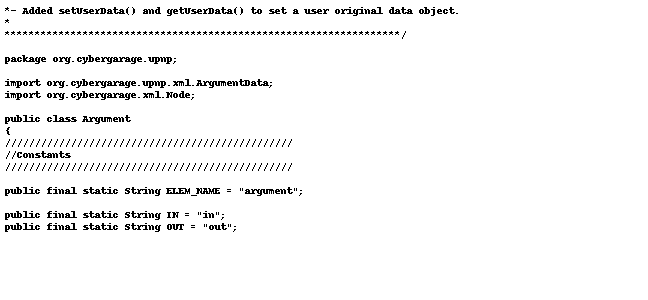 *- Added setUserData() and getUserData() to set a user original data object.
*
******************************************************************/
package org.cybergarage.upnp;
import org.cybergarage.upnp.xml.ArgumentData;
import org.cybergarage.xml.Node;
public class Argument
{
////////////////////////////////////////////////
//Constants
////////////////////////////////////////////////
public final static String ELEM_NAME = "argument";
public final static String IN = "in";
public final static String OUT = "out";